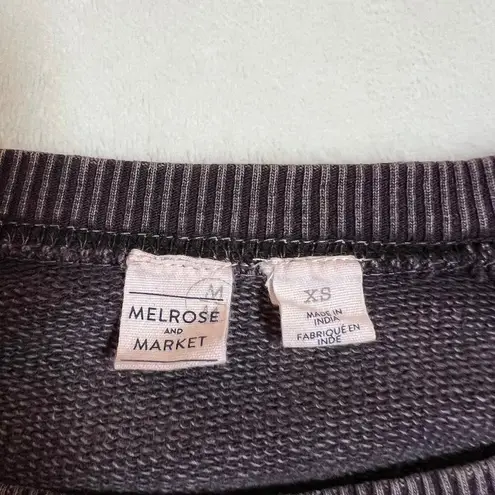 M
MELROSE
AND
MARKET
XS
MADE IN
INDIA
FABRIQUÉ EN
INDE